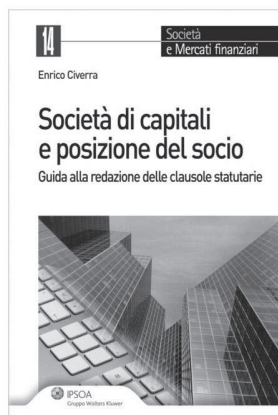 14
Società
e Mercati finanziari
Enrico Civerra
Società di capitali
e posizione del socio
Guida alla redazione delle clausole statutarie
IPSOA
Gruppo Wolters Kluwer